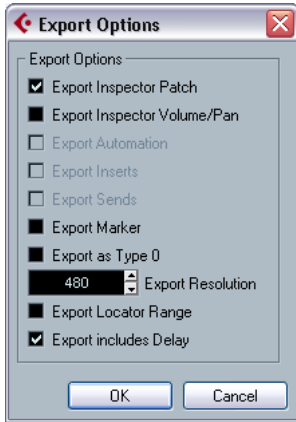 Export Options
Export Options
Export Inspector Patch
Export Inspector Volume/Pan
Export Automation
Export Inserts
Export Sends
Export Marker
Export as Type 0
480 Export Resolution
Export Locator Range
Export includes Delay
OK Cancel